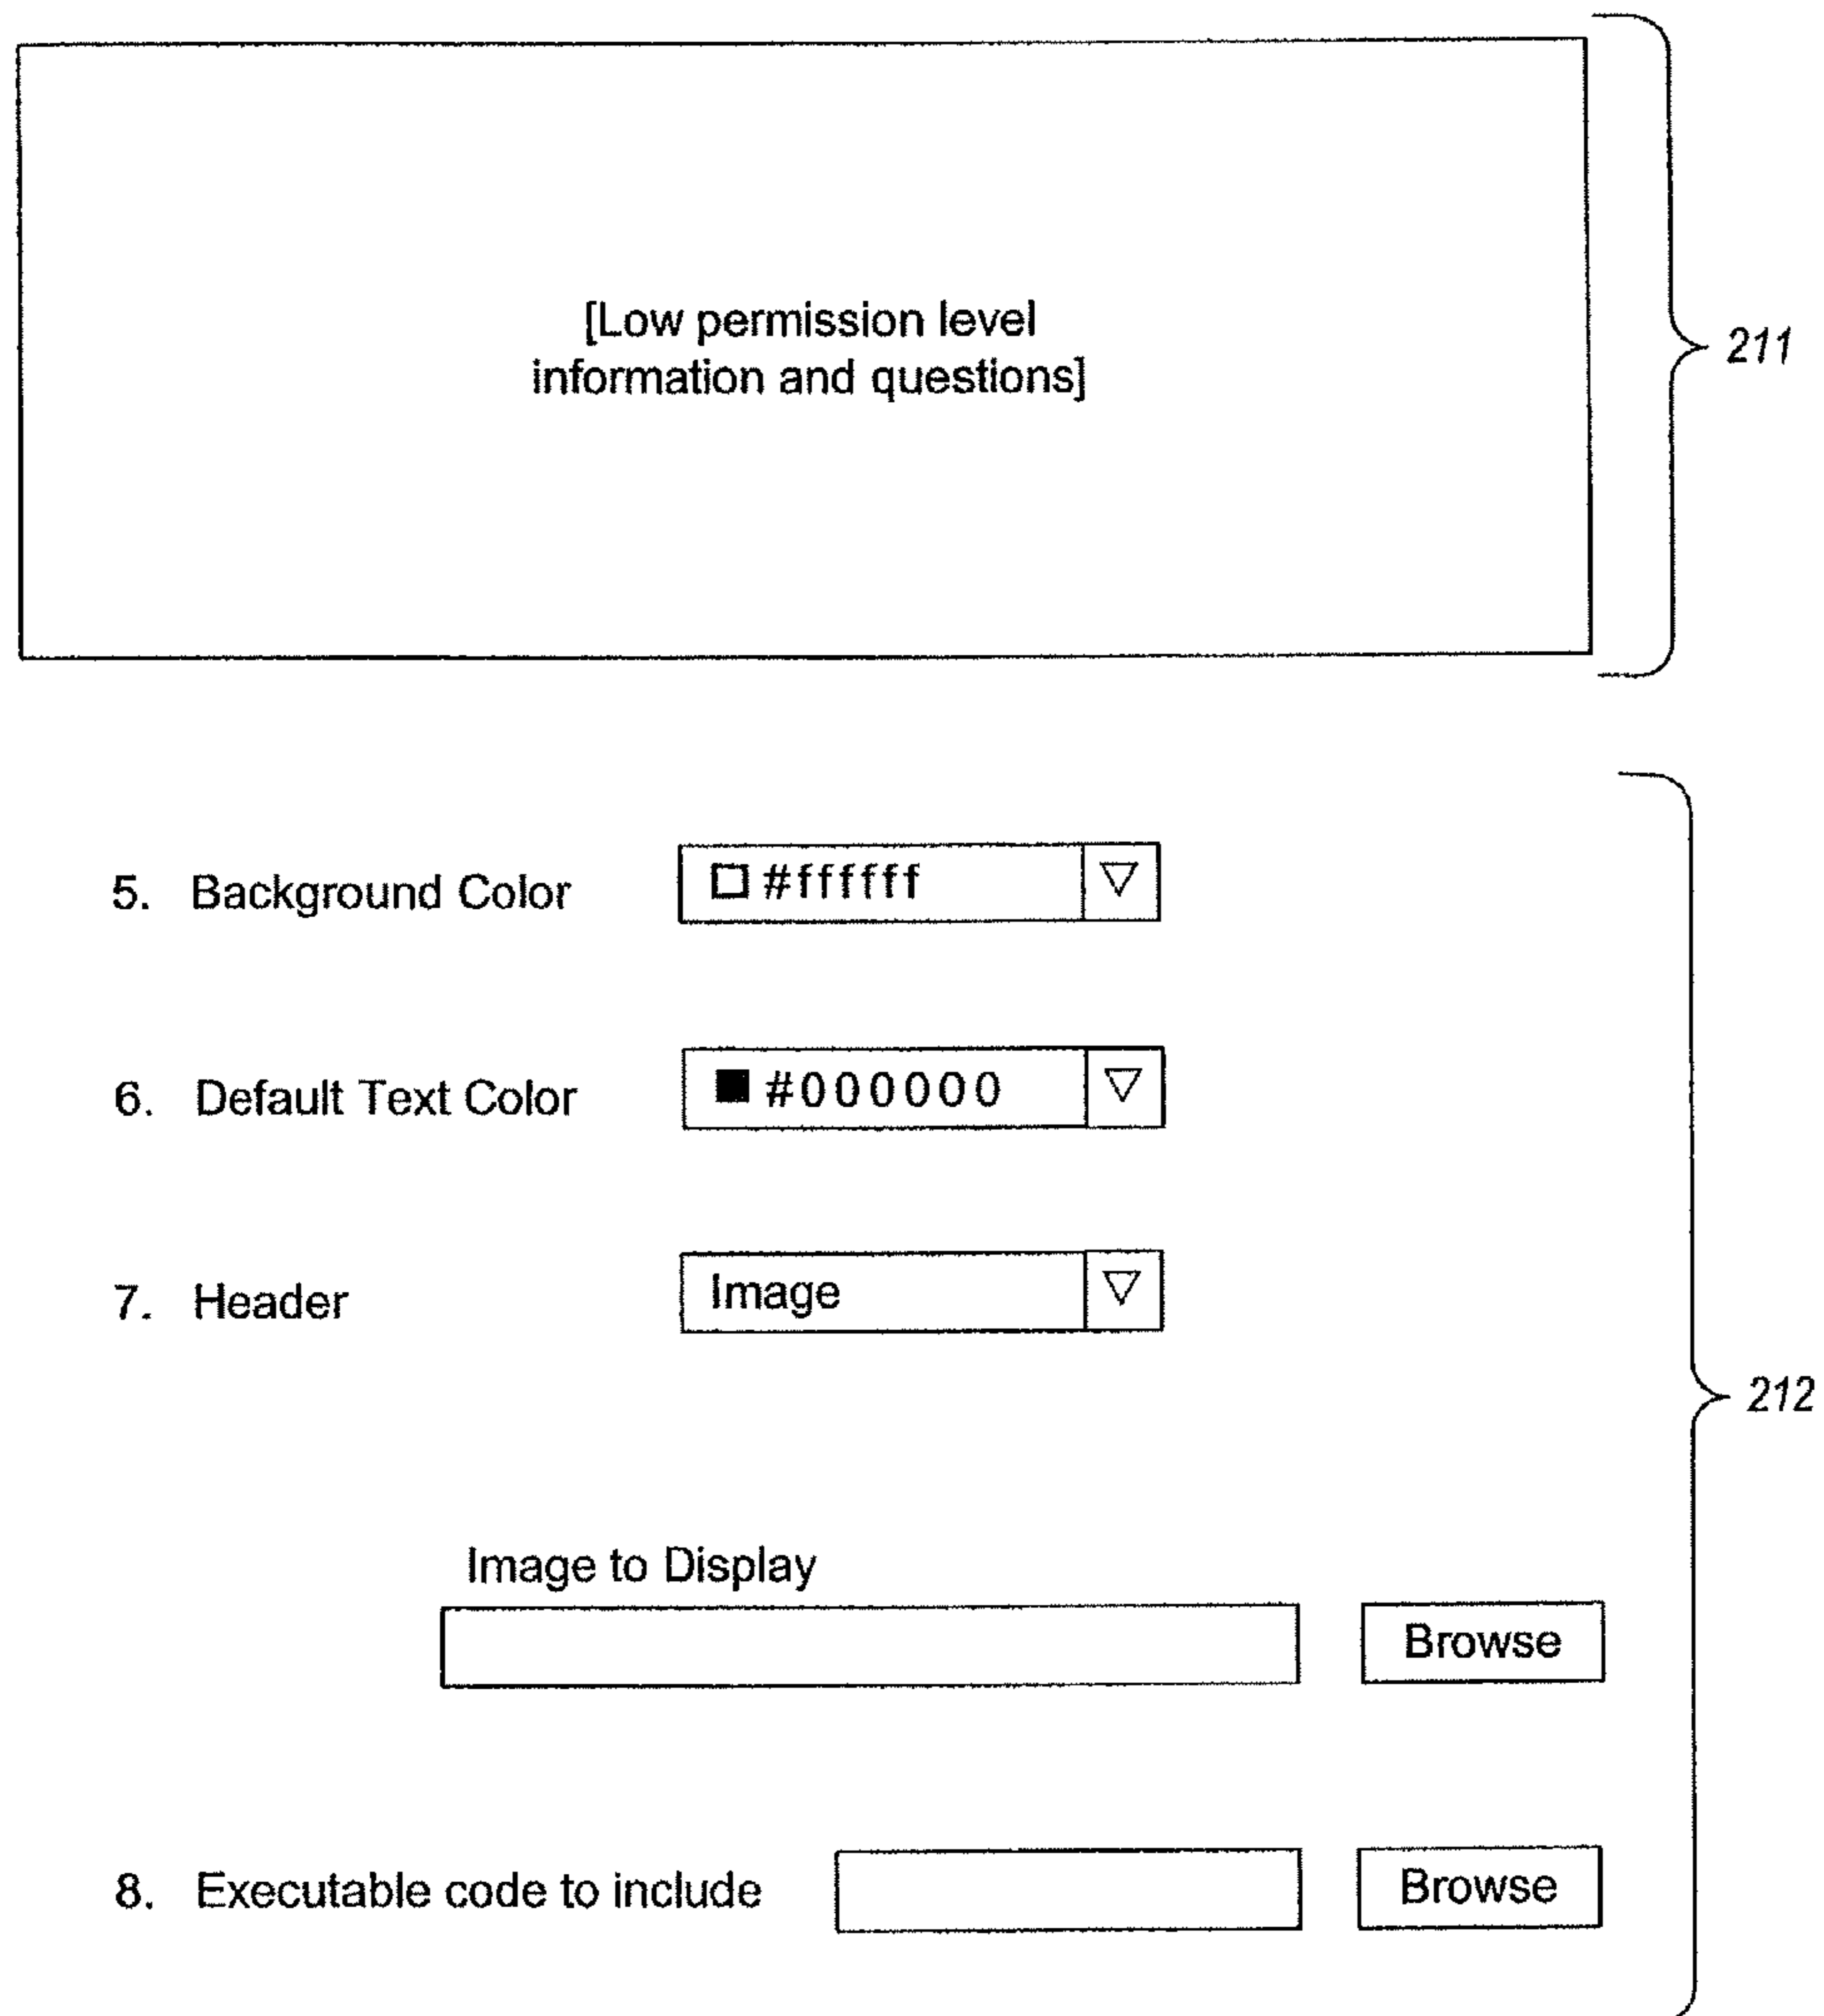 [Low permission level
information and questions]
211
5. Background Color #ffffff
6. Default Text Color #000000
7. Header Image
212
Image to Display
Browse
8. Executable code to include Browse